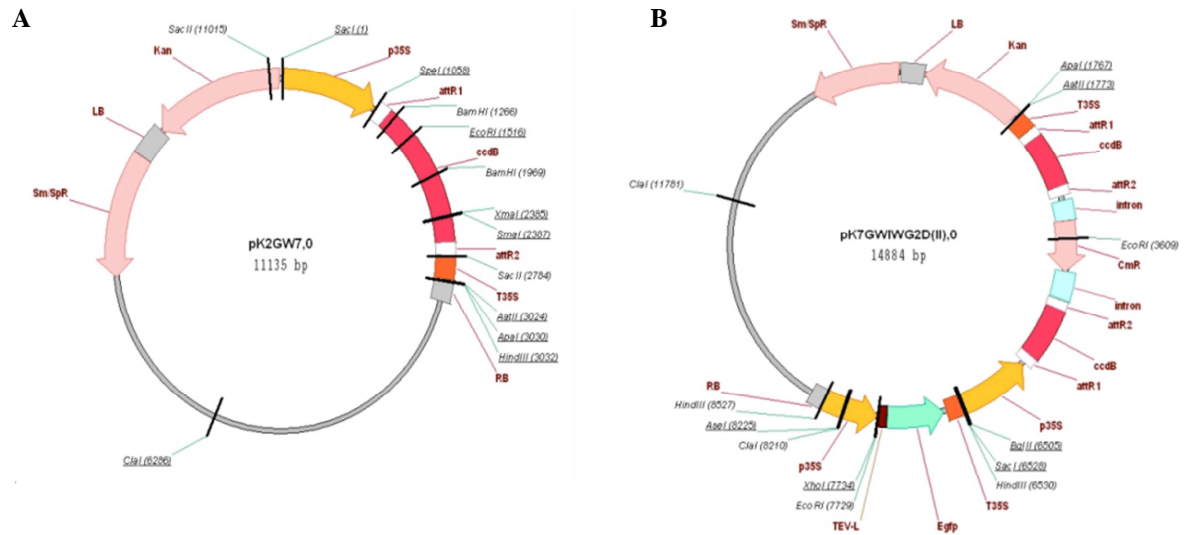 A
SacII (11015)
SacI (1)
Kan
p35S
SpeI (1058)
attR1
BamHI (1266)
EcoRI (1516)
ccdB
BamHI (1969)
XmaI (2385)
SmaI (2387)
attR2
SacII (2784)
T35S
AatII (3024)
ApaI (3030)
HindIII (3032)
RB
LB
Sm/SpR
pK2GW7,0
11135 bp
ClaI (6286)
B
Sm/SpR
LB
Kan
ApaI (1767)
AatII (1773)
T35S
attR1
ccdB
attR2
intron
EcoRI (3609)
CmR
intron
attR2
ccdB
attR1
p35S
BglII (6505)
SacI (6528)
HindIII (6530)
T35S
Egfp
TEV-L
EcoRI (7729)
XhoI (7734)
p35S
ClaI (8210)
AseI (8225)
HindIII (8527)
RB
ClaI (11781)
pK7GWIWG2D(II),0
14884 bp